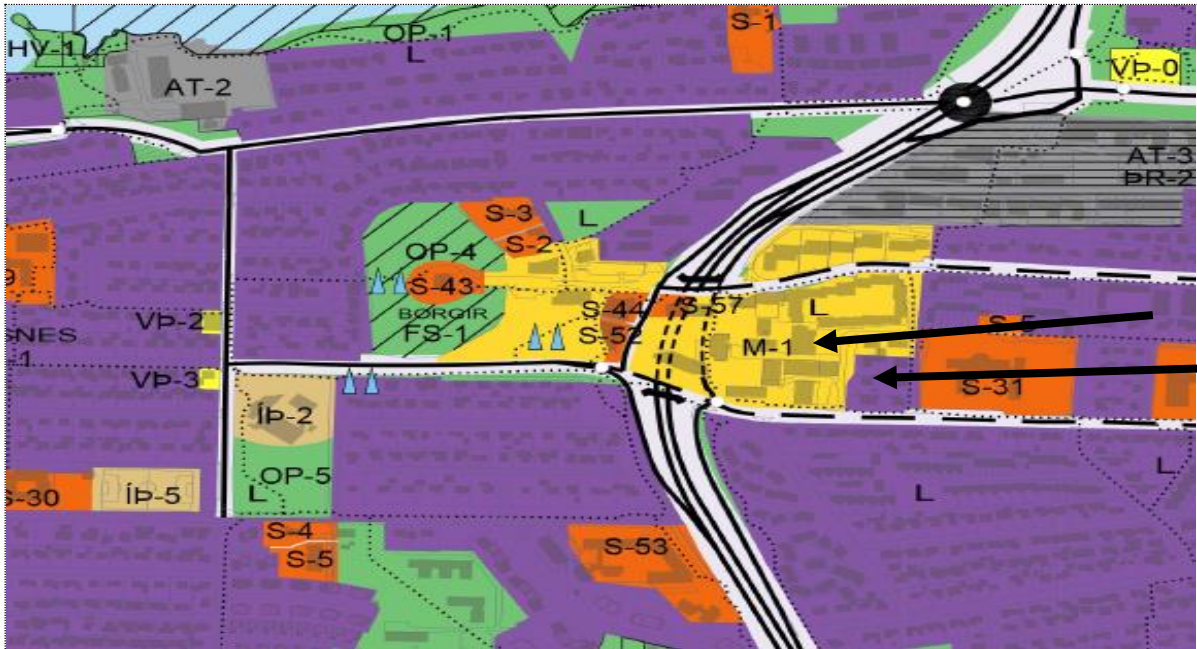 S-1
OP-1
L
HV-1
AT-2
VÞ-0
AT-3
ÞR-2
S-3
L
S-2
OP-4
S-43
BORGIR
FS-1
S-44
S-57
S-52
L
M-1
S-5
S-31
VÞ-2
SNES
1
VÞ-3
ÍÞ-2
OP-5
L
S-30
ÍÞ-5
L
L
S-4
S-5
S-53